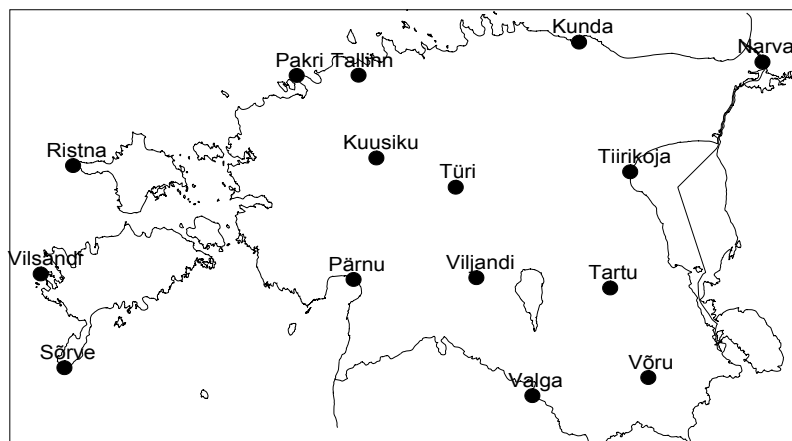 Kunda
Narva
Pakri Tallinn
Ristna
Kuusiku
Türi
Tiirikoja
Vilsandi
Pärnu
Viljandi
Tartu
Sõrve
Valga
Võru